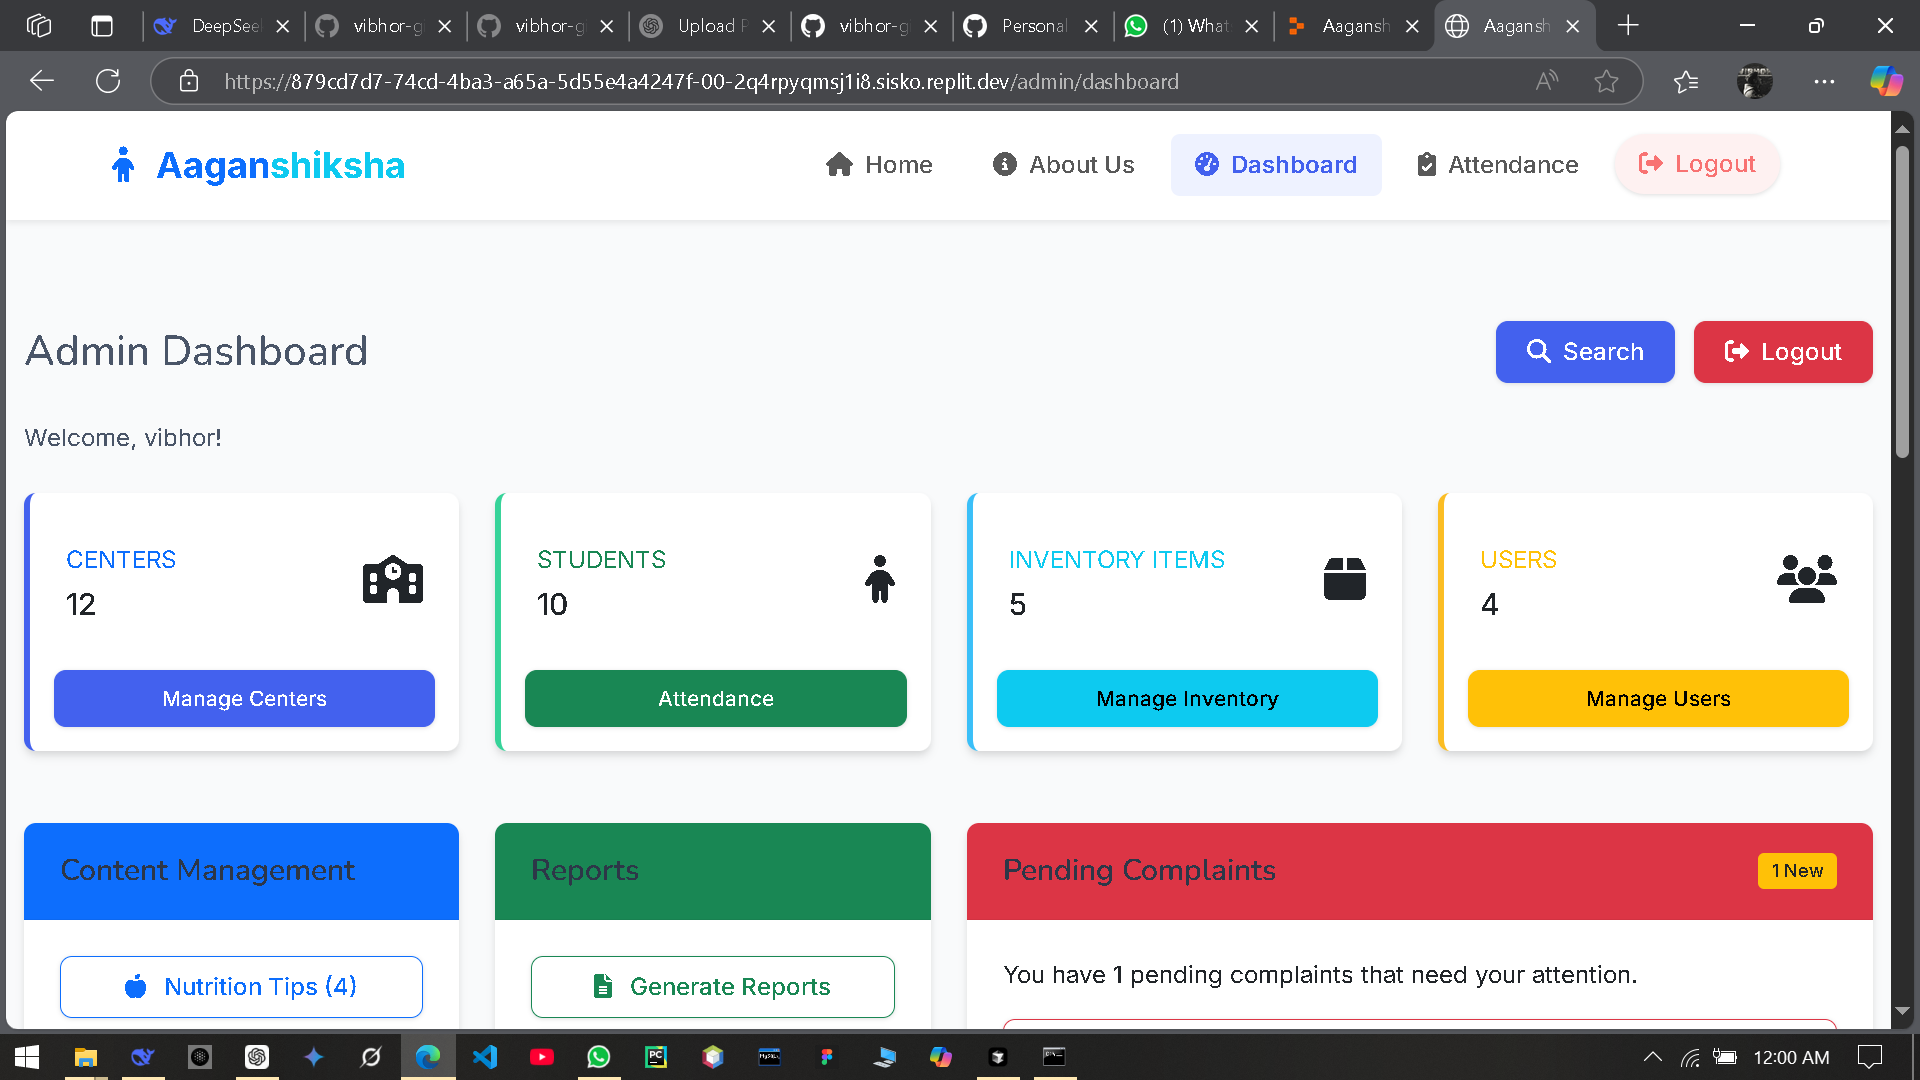 DeepSee
vibhor-g
vibhor-g
Upload F
vibhor-g
Personal
(1) What
Aagansh
Aagansh
https://879cd7d7-74cd-4ba3-a65a-5d55e4a4247f-00-2q4rpyqmsj1i8.sisko.replit.dev/admin/dashboard
Aaganshiksha
Home
About Us
Dashboard
Attendance
Logout
Admin Dashboard
Search
Logout
Welcome, vibhor!
CENTERS
12
Manage Centers
STUDENTS
10
Attendance
INVENTORY ITEMS
5
Manage Inventory
USERS
4
Manage Users
Content Management
Nutrition Tips (4)
Reports
Generate Reports
Pending Complaints
1 New
You have 1 pending complaints that need your attention.
12:00 AM